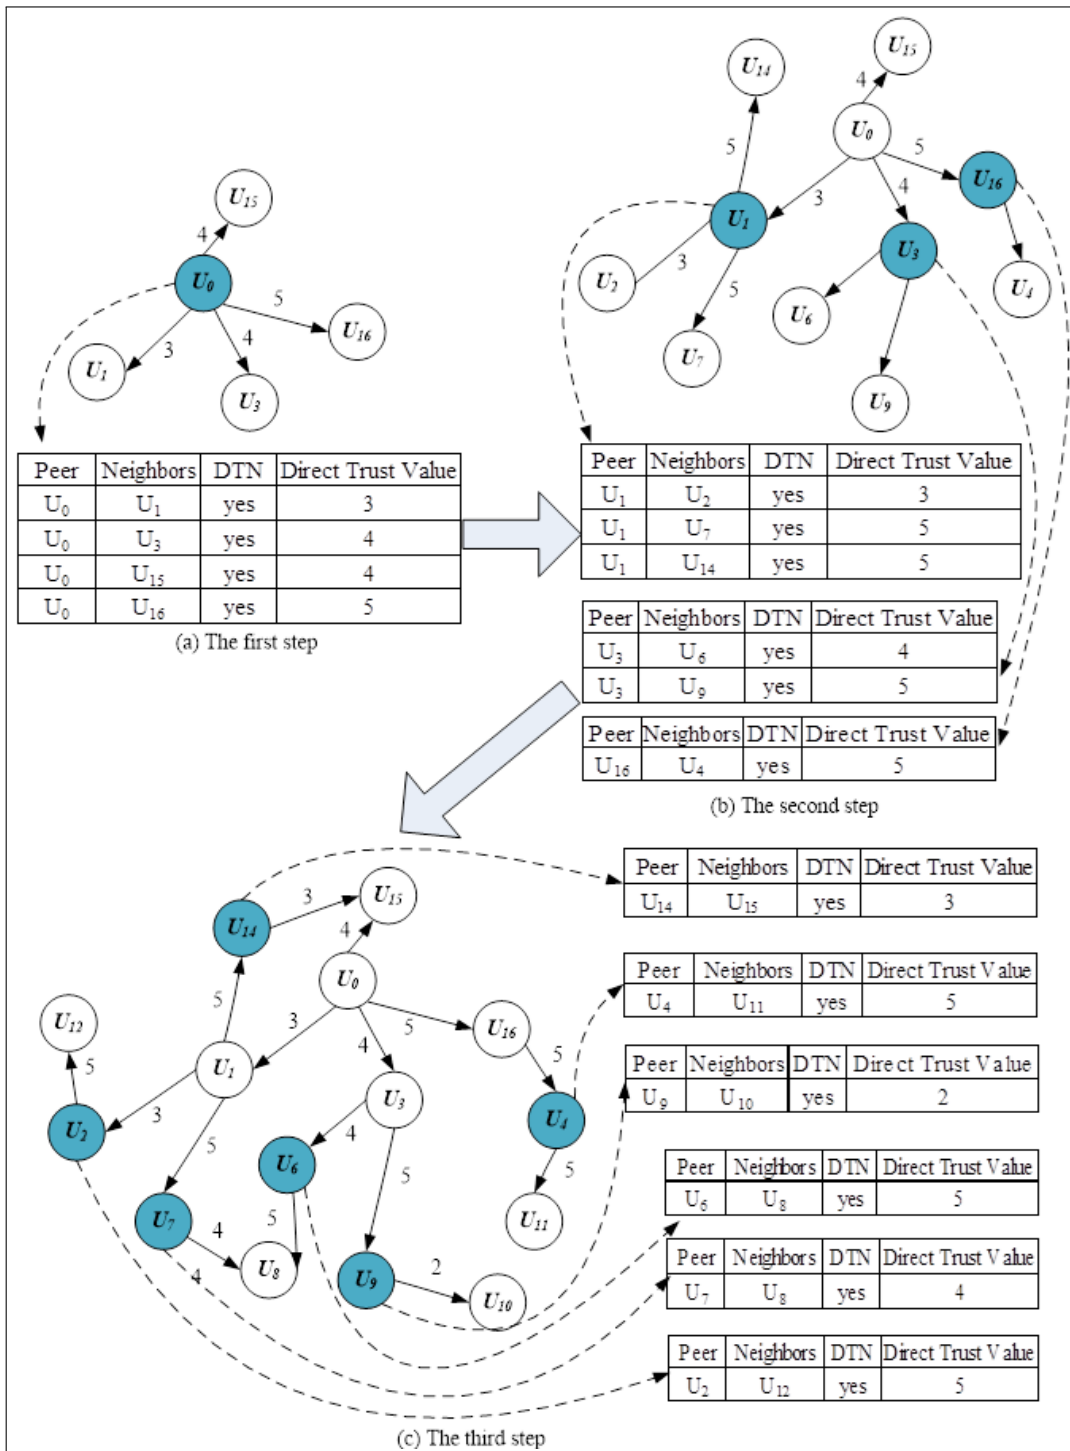 U15
4
U0
5
U16
3
4
U1
U3
Peer Neighbors DTN Direct Trust Value
U0 U1 yes 3
U0 U3 yes 4
U0 U15 yes 4
U0 U16 yes 5
(a) The first step
U15
U14
4
U0
5
5
U16
4
3
U1
U3
3
U2
5
U4
U6
U7
U9
Peer Neighbors DTN Direct Trust Value
U1 U2 yes 3
U1 U7 yes 5
U1 U14 yes 5
Peer Neighbors DTN Direct Trust Value
U3 U6 yes 4
U3 U9 yes 5
Peer Neighbors DTN Direct Trust Value
U16 U4 yes 5
(b) The second step
3
U15
U14
4
U0
5
3
5
U16
U12
4
5
5
U1
U3
3
4
U2
5
U6
U4
5
5
5
U7
4
U11
U8
4
U9
2
U10
Peer Neighbors DTN Direct Trust Value
U14 U15 yes 3
Peer Neighbors DTN Direct Trust Value
U4 U11 yes 5
Peer Neighbors DTN Direct Trust Value
U9 U10 yes 2
Peer Neighbors DTN Direct Trust Value
U6 U8 yes 5
Peer Neighbors DTN Direct Trust Value
U7 U8 yes 4
Peer Neighbors DTN Direct Trust Value
U2 U12 yes 5
(c) The third step